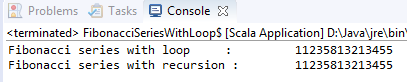 Problems Tasks Console
<terminated> FibonacciSeriesWithLoop$ [Scala Application] D:\Java\jre\bin\
Fibonacci series with loop : 11235813213455
Fibonacci series with recursion : 11235813213455